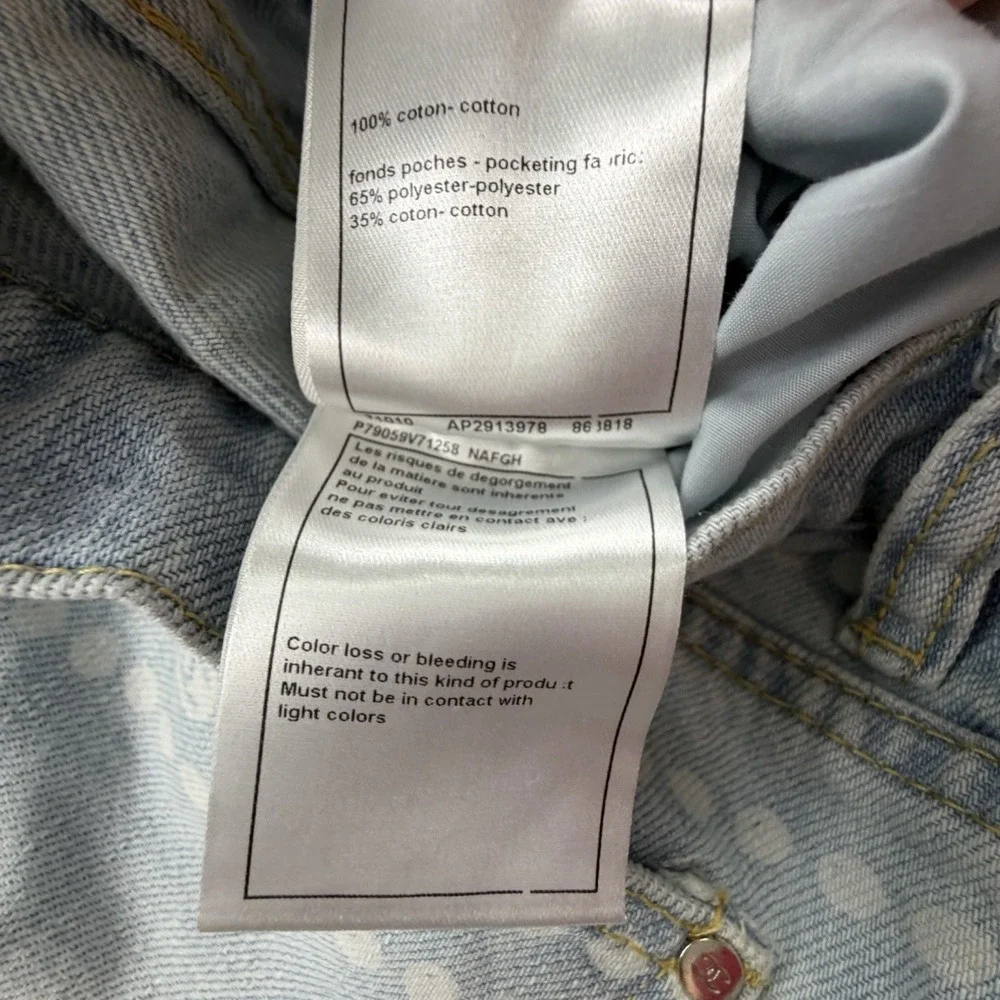 100% coton- cotton
fonds poches - pocketing fabric:
65% polyester-polyester
35% coton- cotton
AP2913978
P79059V71258 NAFGH
Les risques de degorgement
de la matiere sont inherents
au produit
Pour eviter tout desagrement
ne pas mettre en contact ave
des coloris clairs
Color loss or bleeding is
inherant to this kind of product
Must not be in contact with
light colors